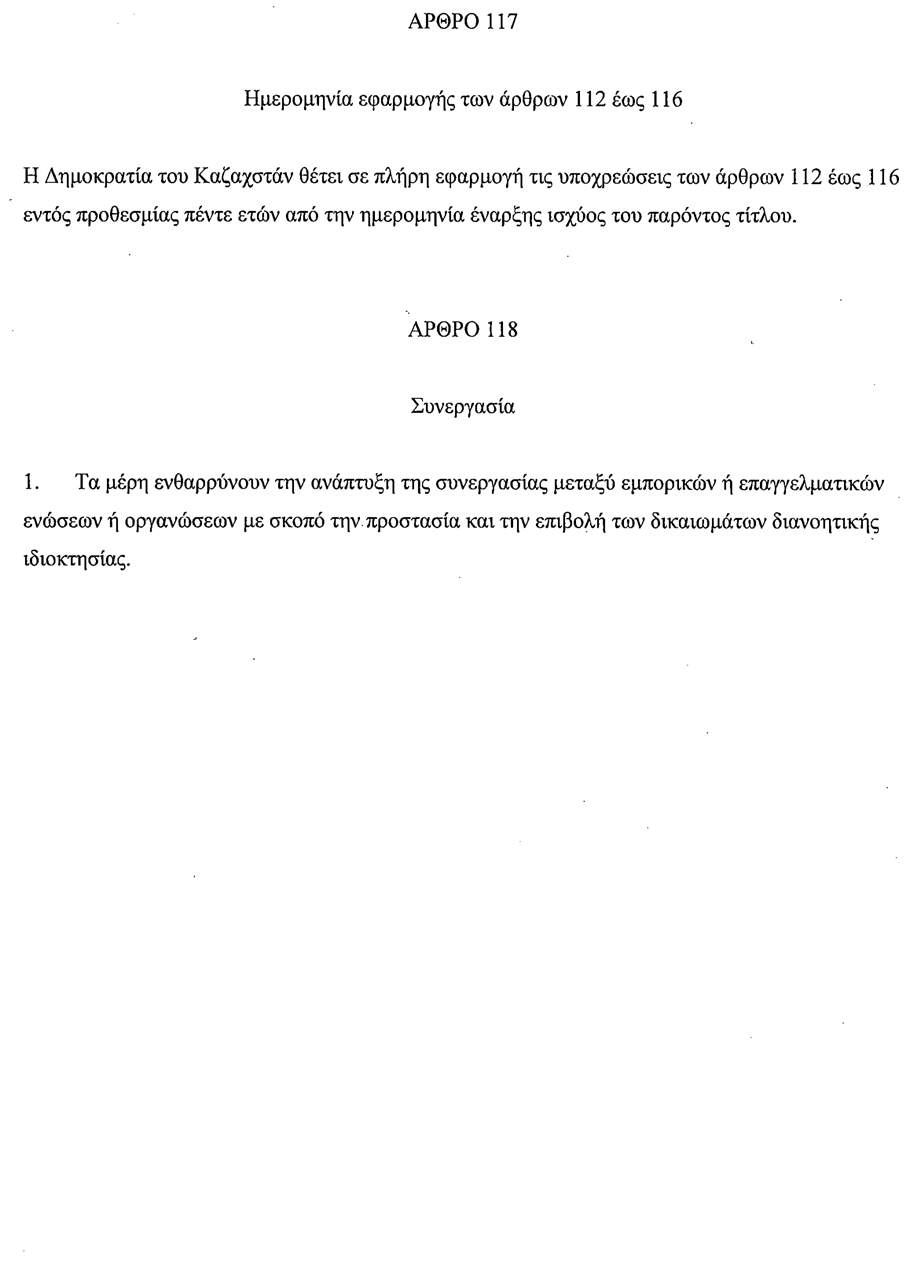 ΑΡΘΡΟ 117
Ημερομηνία εφαρμογής των άρθρων 112 έως 116
Η Δημοκρατία του Καζαχστάν θέτει σε πλήρη εφαρμογή τις υποχρεώσεις των άρθρων 112 έως 116
εντός προθεσμίας πέντε ετών από την ημερομηνία έναρξης ισχύος του παρόντος τίτλου.
ΑΡΘΡΟ 118
Συνεργασία
1. Τα μέρη ενθαρρύνουν την ανάπτυξη της συνεργασίας μεταξύ εμπορικών ή επαγγελματικών
ενώσεων ή οργανώσεων με σκοπό την προστασία και την επιβολή των δικαιωμάτων διανοητικής
ιδιοκτησίας.